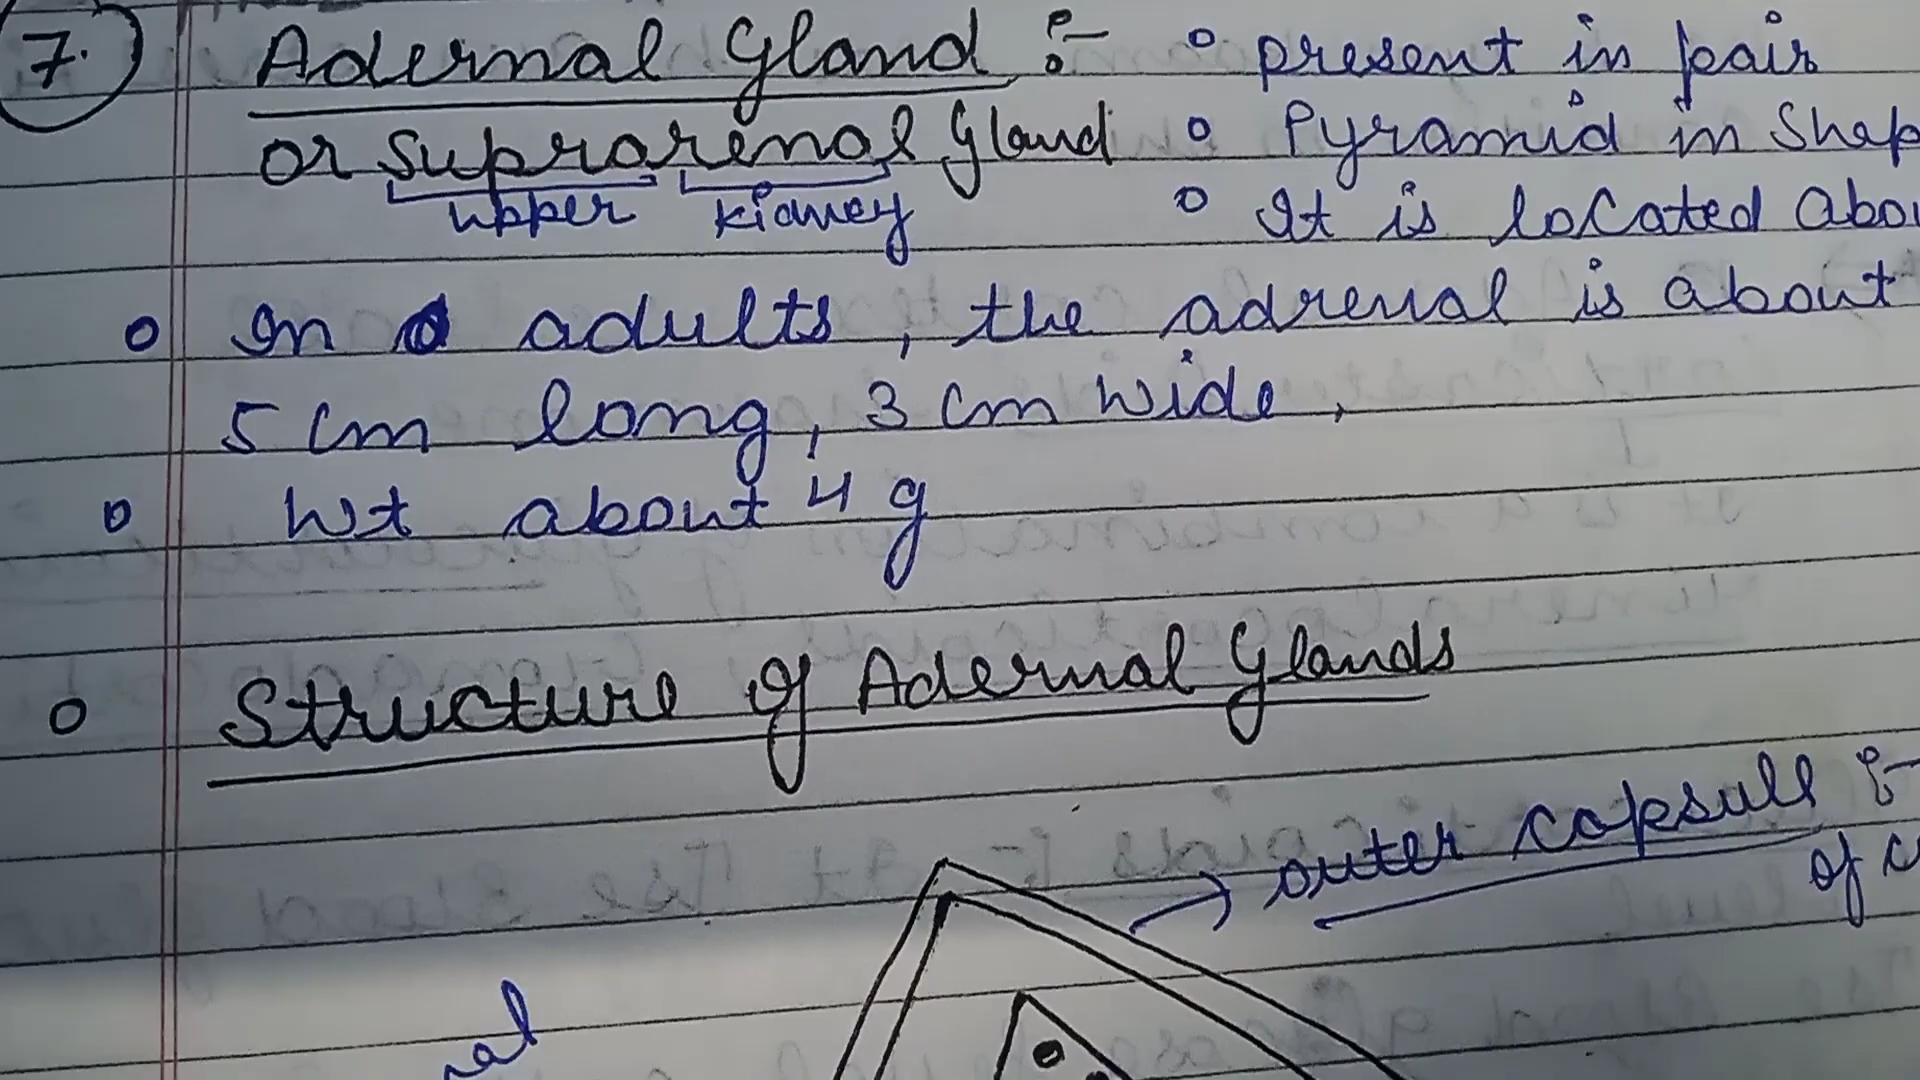 7. Adernal Gland :- o present in pair
or Suprarenal Gland o Pyramid in Shap
upper kidney o It is located Abou
o In adults, the adrenal is about
5 cm long, 3 cm wide,
o Wt about 4 g
o Structure of Adernal Glands
→ outer capsule :-
of c
nal